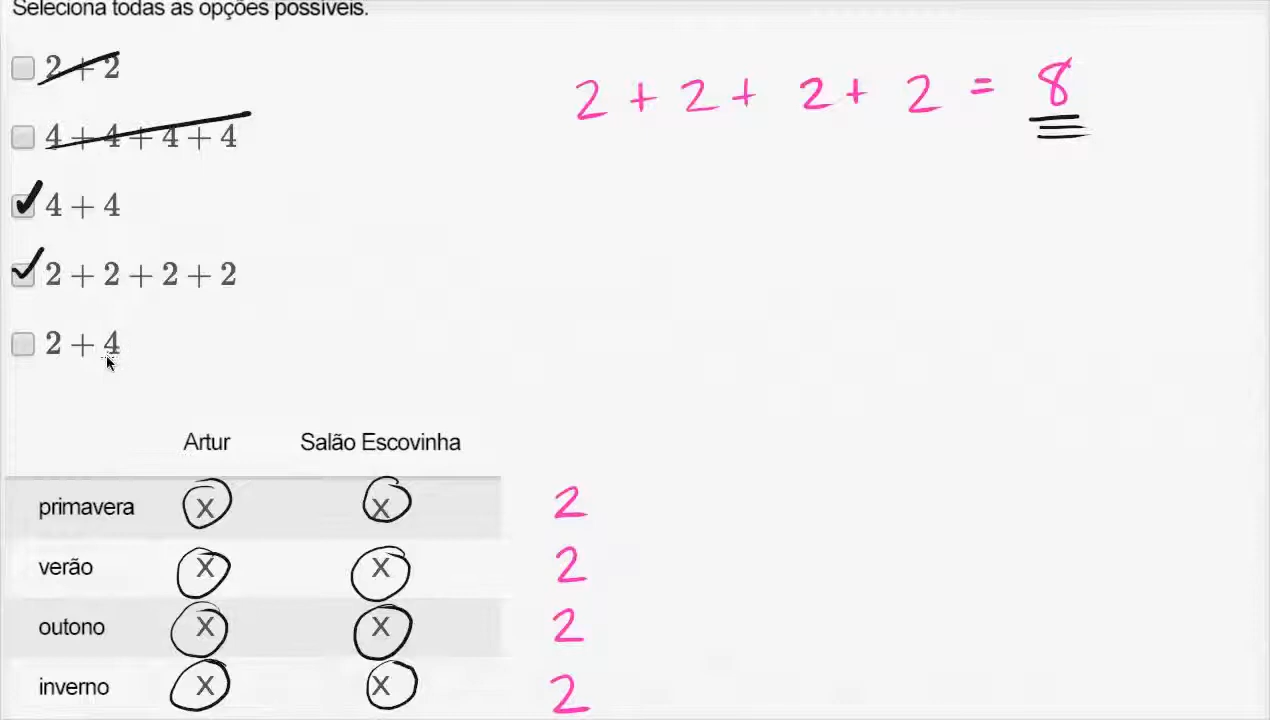 Seleciona todas as opções possíveis.
2 + 2
4 + 4 + 4 + 4
4 + 4
2 + 2 + 2 + 2
2 + 4
2 + 2 + 2 + 2 = 8
Artur Salão Escovinha
primavera X X 2
verão X X 2
outono X X 2
inverno X X 2